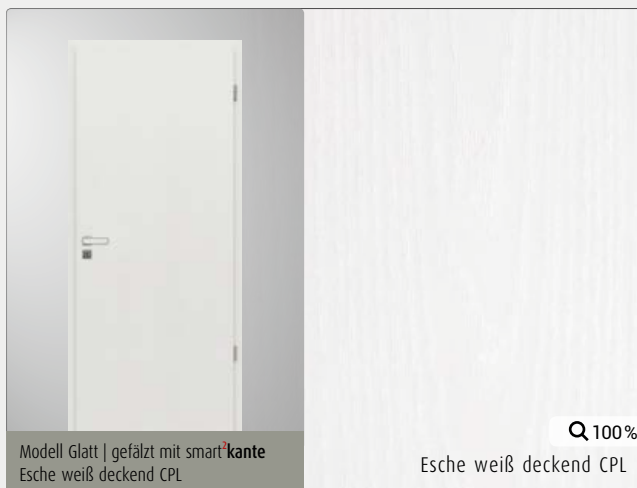 Modell Glatt | gefälzt mit smart²kante
Esche weiß deckend CPL
100%
Esche weiß deckend CPL